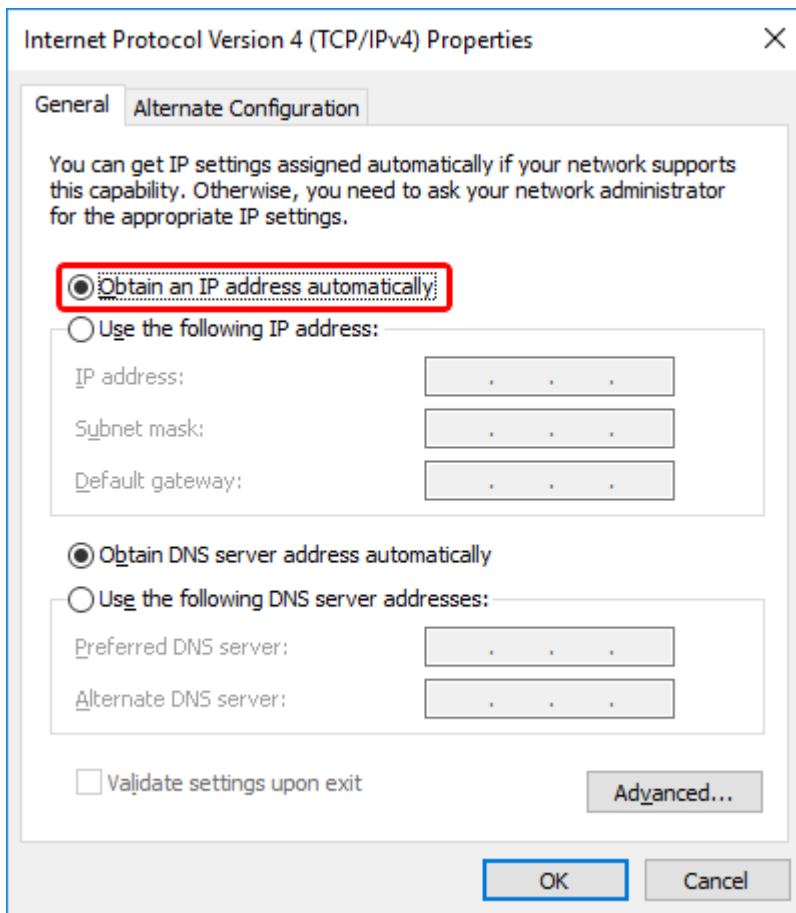 Internet Protocol Version 4 (TCP/IPv4) Properties
General
Alternate Configuration
You can get IP settings assigned automatically if your network supports
this capability. Otherwise, you need to ask your network administrator
for the appropriate IP settings.
Obtain an IP address automatically
Use the following IP address:
IP address:
Subnet mask:
Default gateway:
Obtain DNS server address automatically
Use the following DNS server addresses:
Preferred DNS server:
Alternate DNS server:
Validate settings upon exit
Advanced...
OK
Cancel